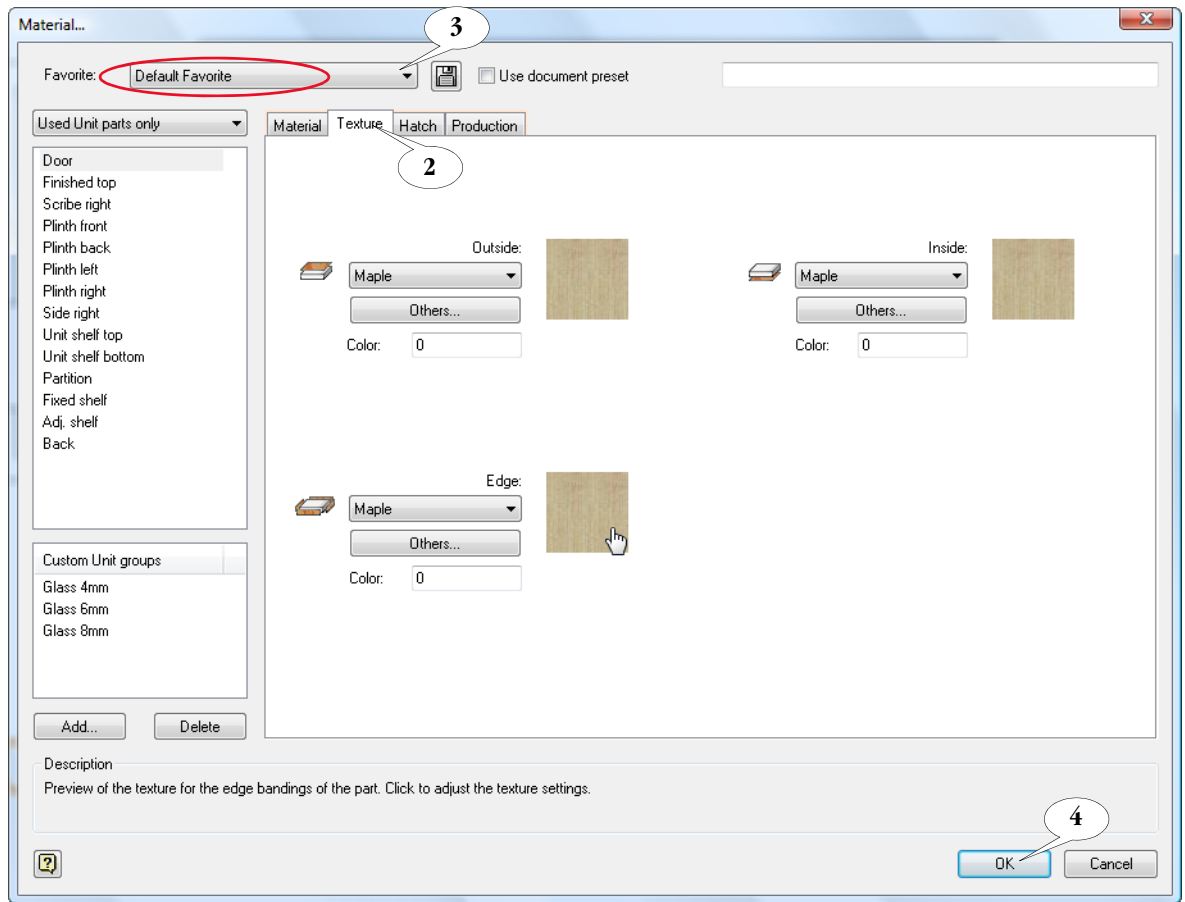 Material...
3
Favorite: Default Favorite Use document preset
Used Unit parts only
Material Texture Hatch Production
2
Door
Finished top
Scribe right
Plinth front
Plinth back
Plinth left
Plinth right
Side right
Unit shelf top
Unit shelf bottom
Partition
Fixed shelf
Adj. shelf
Back
Outside:
Maple
Others...
Color: 0
Inside:
Maple
Others...
Color: 0
Edge:
Maple
Others...
Color: 0
Custom Unit groups
Glass 4mm
Glass 6mm
Glass 8mm
Add... Delete
Description
Preview of the texture for the edge bandings of the part. Click to adjust the texture settings.
4
?
OK Cancel